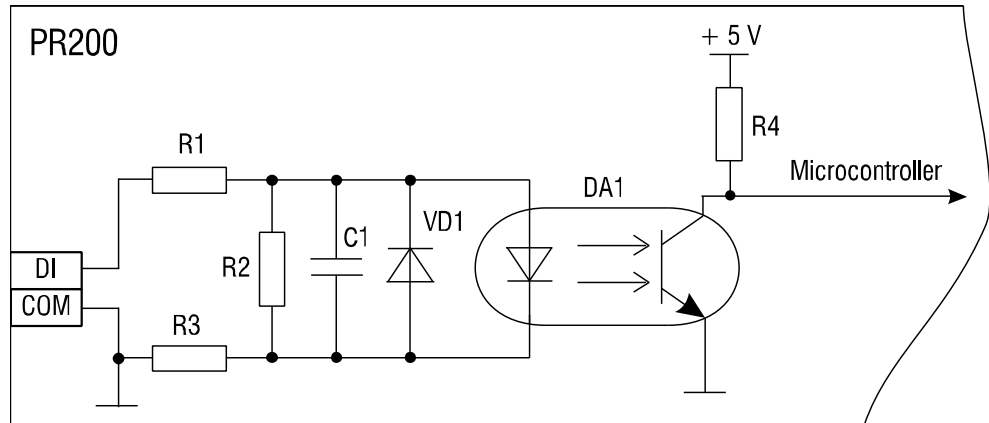 PR200
+ 5 V
R4
R1
Microcontroller
DA1
VD1
C1
R2
DI
COM
R3